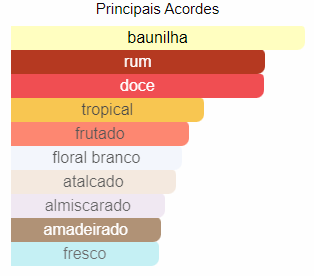 Principais Acordes
baunilha
rum
doce
tropical
frutado
floral branco
atalcado
almiscarado
amadeirado
fresco